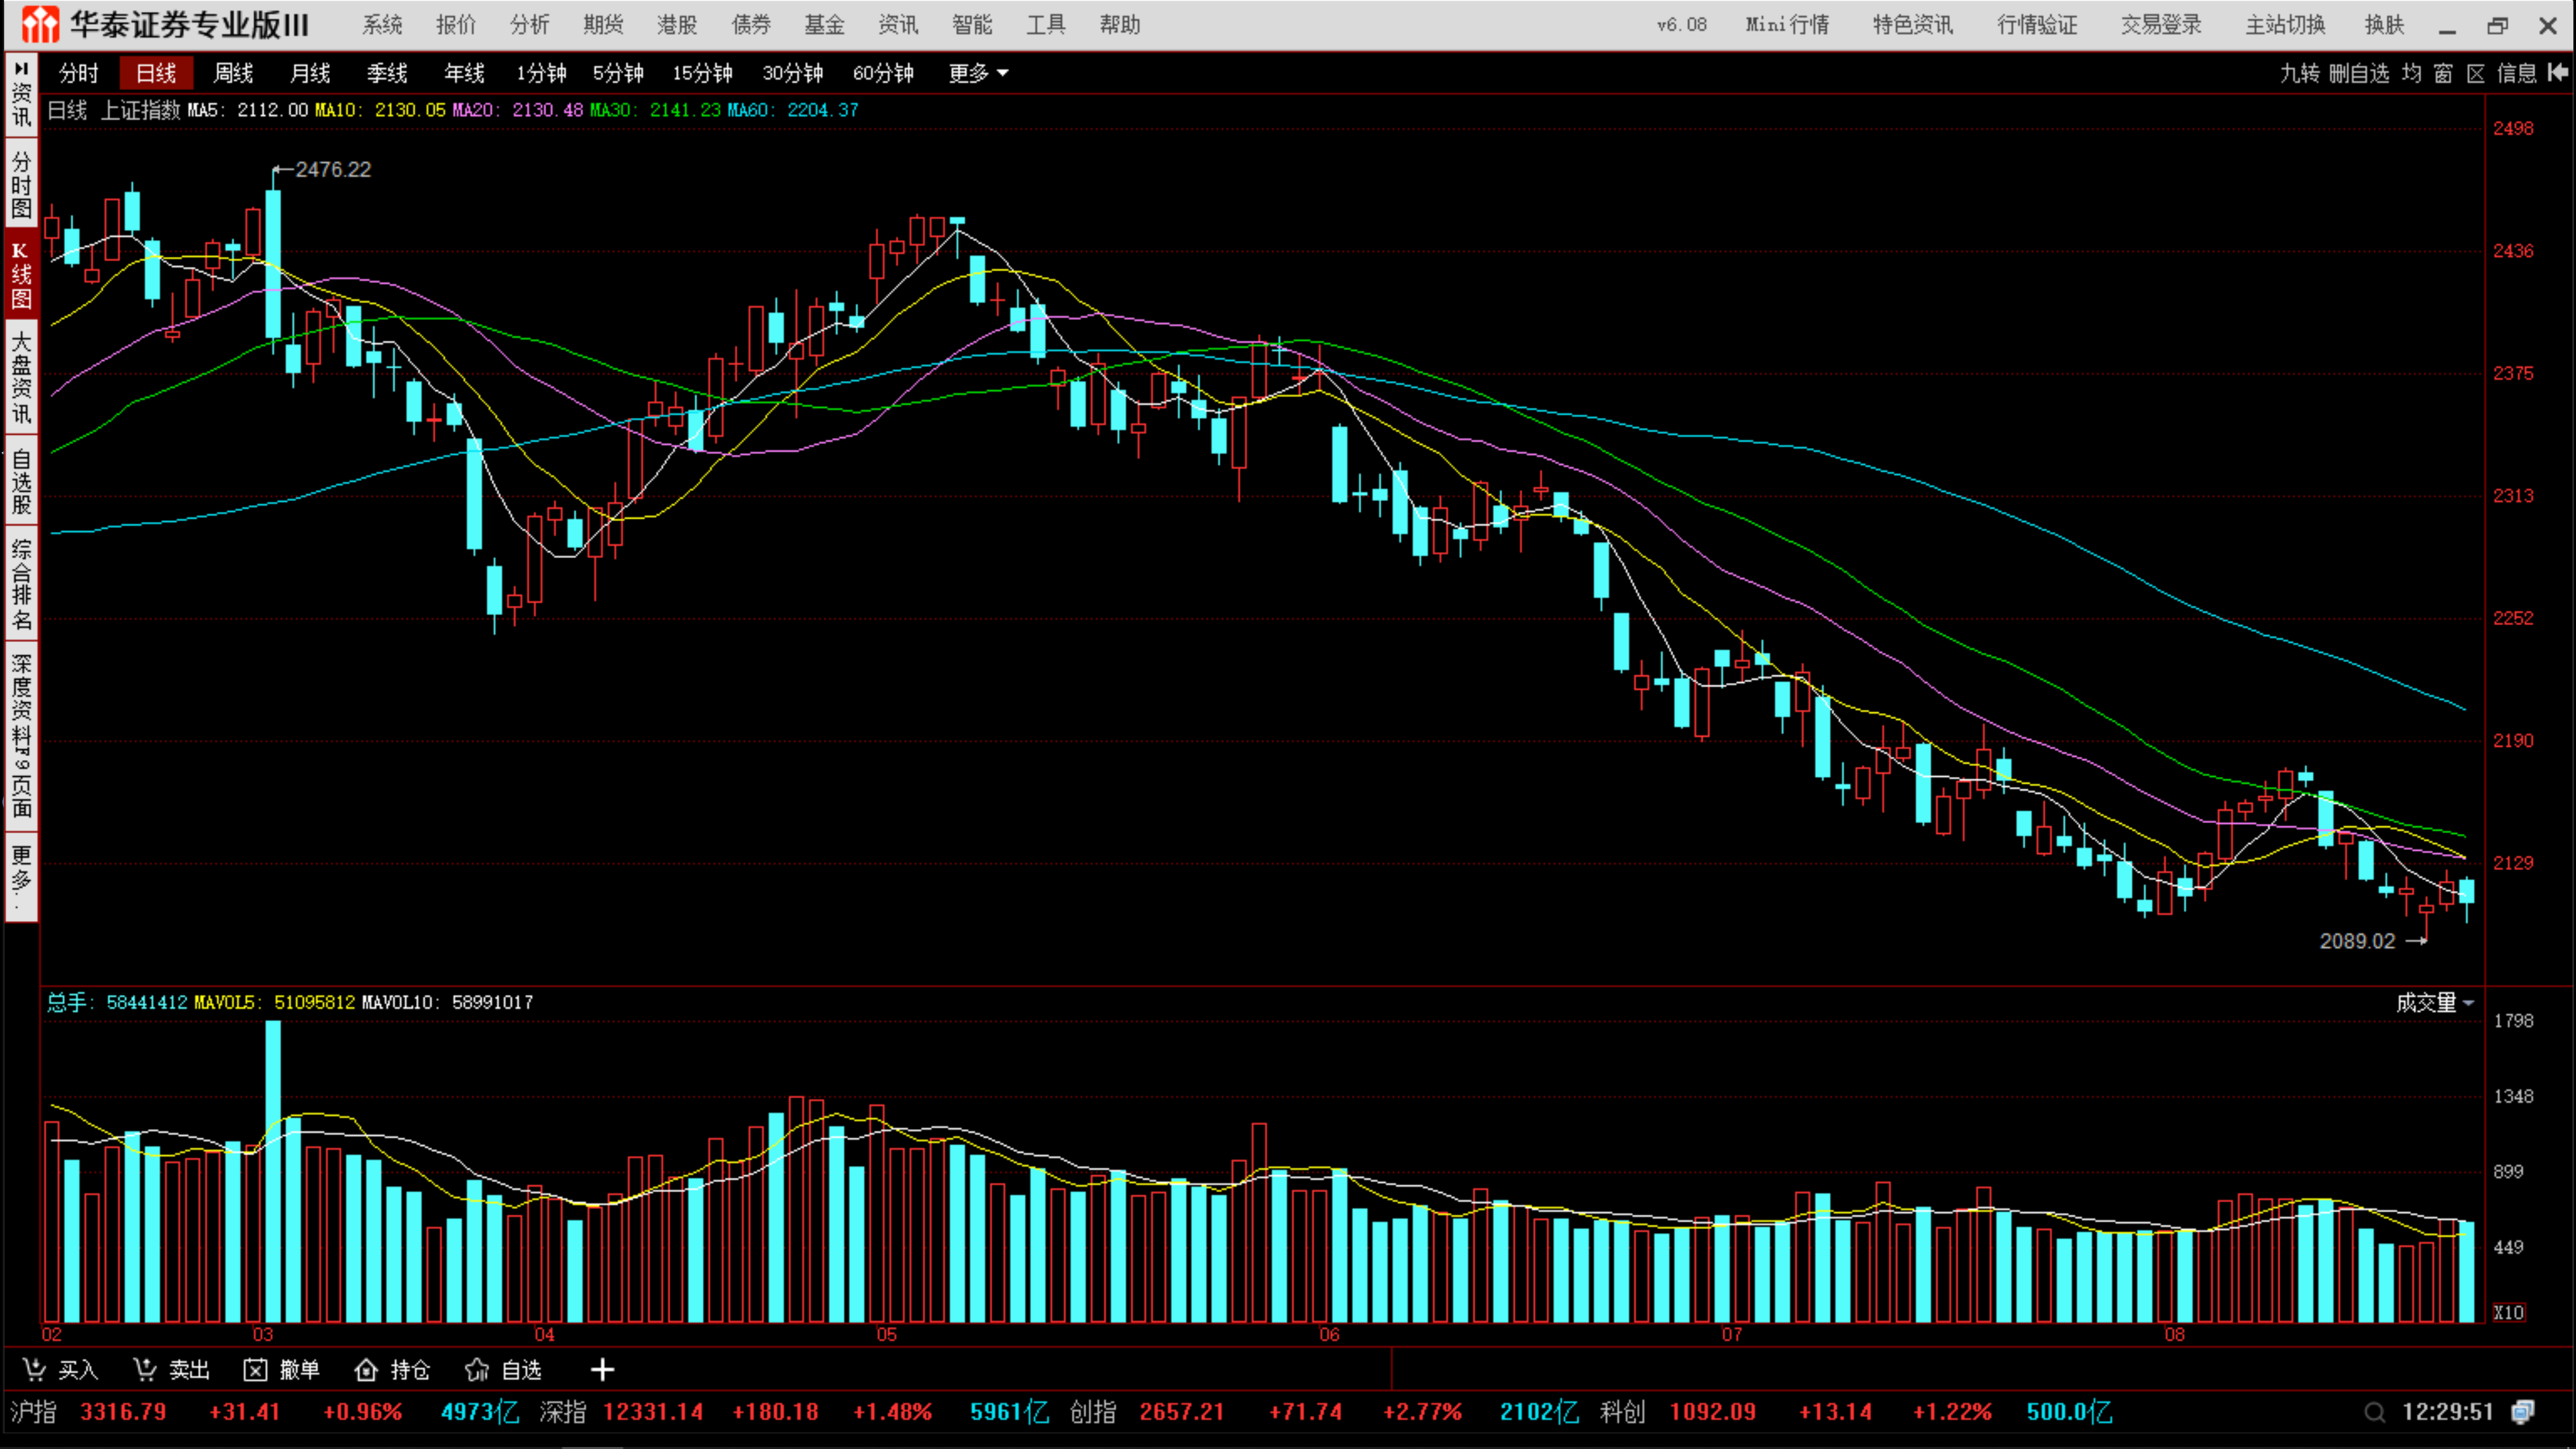 华泰证券专业版III 系统 报价 分析 期货 港股 债券 基金 资讯 智能 工具 帮助 v6.08 Mini行情 特色资讯 行情验证 交易登录 主站切换 换肤
分时 日线 周线 月线 季线 年线 1分钟 5分钟 15分钟 30分钟 60分钟 更多 九转 删自选 均 窗 信息
日线 上证指数 MA5: 2112.00 MA10: 2130.05 MA20: 2130.48 MA30: 2141.23 MA60: 2204.37
资讯
分时图
K线图
大盘资讯
自选股
综合排名
深度资料F9页面
更多..
2476.22
2089.02
2498
2436
2375
2313
2252
2190
2129
总手: 58441412 MAVOL5: 51095812 MAVOL10: 58991017 成交量
1798
1348
899
449
X10
02 03 04 05 06 07 08
买入 卖出 撤单 持仓 自选 +
沪指 3316.79 +31.41 +0.96% 4973亿 深指 12331.14 +180.18 +1.48% 5961亿 创指 2657.21 +71.74 +2.77% 2102亿 科创 1092.09 +13.14 +1.22% 500.0亿 12:29:51